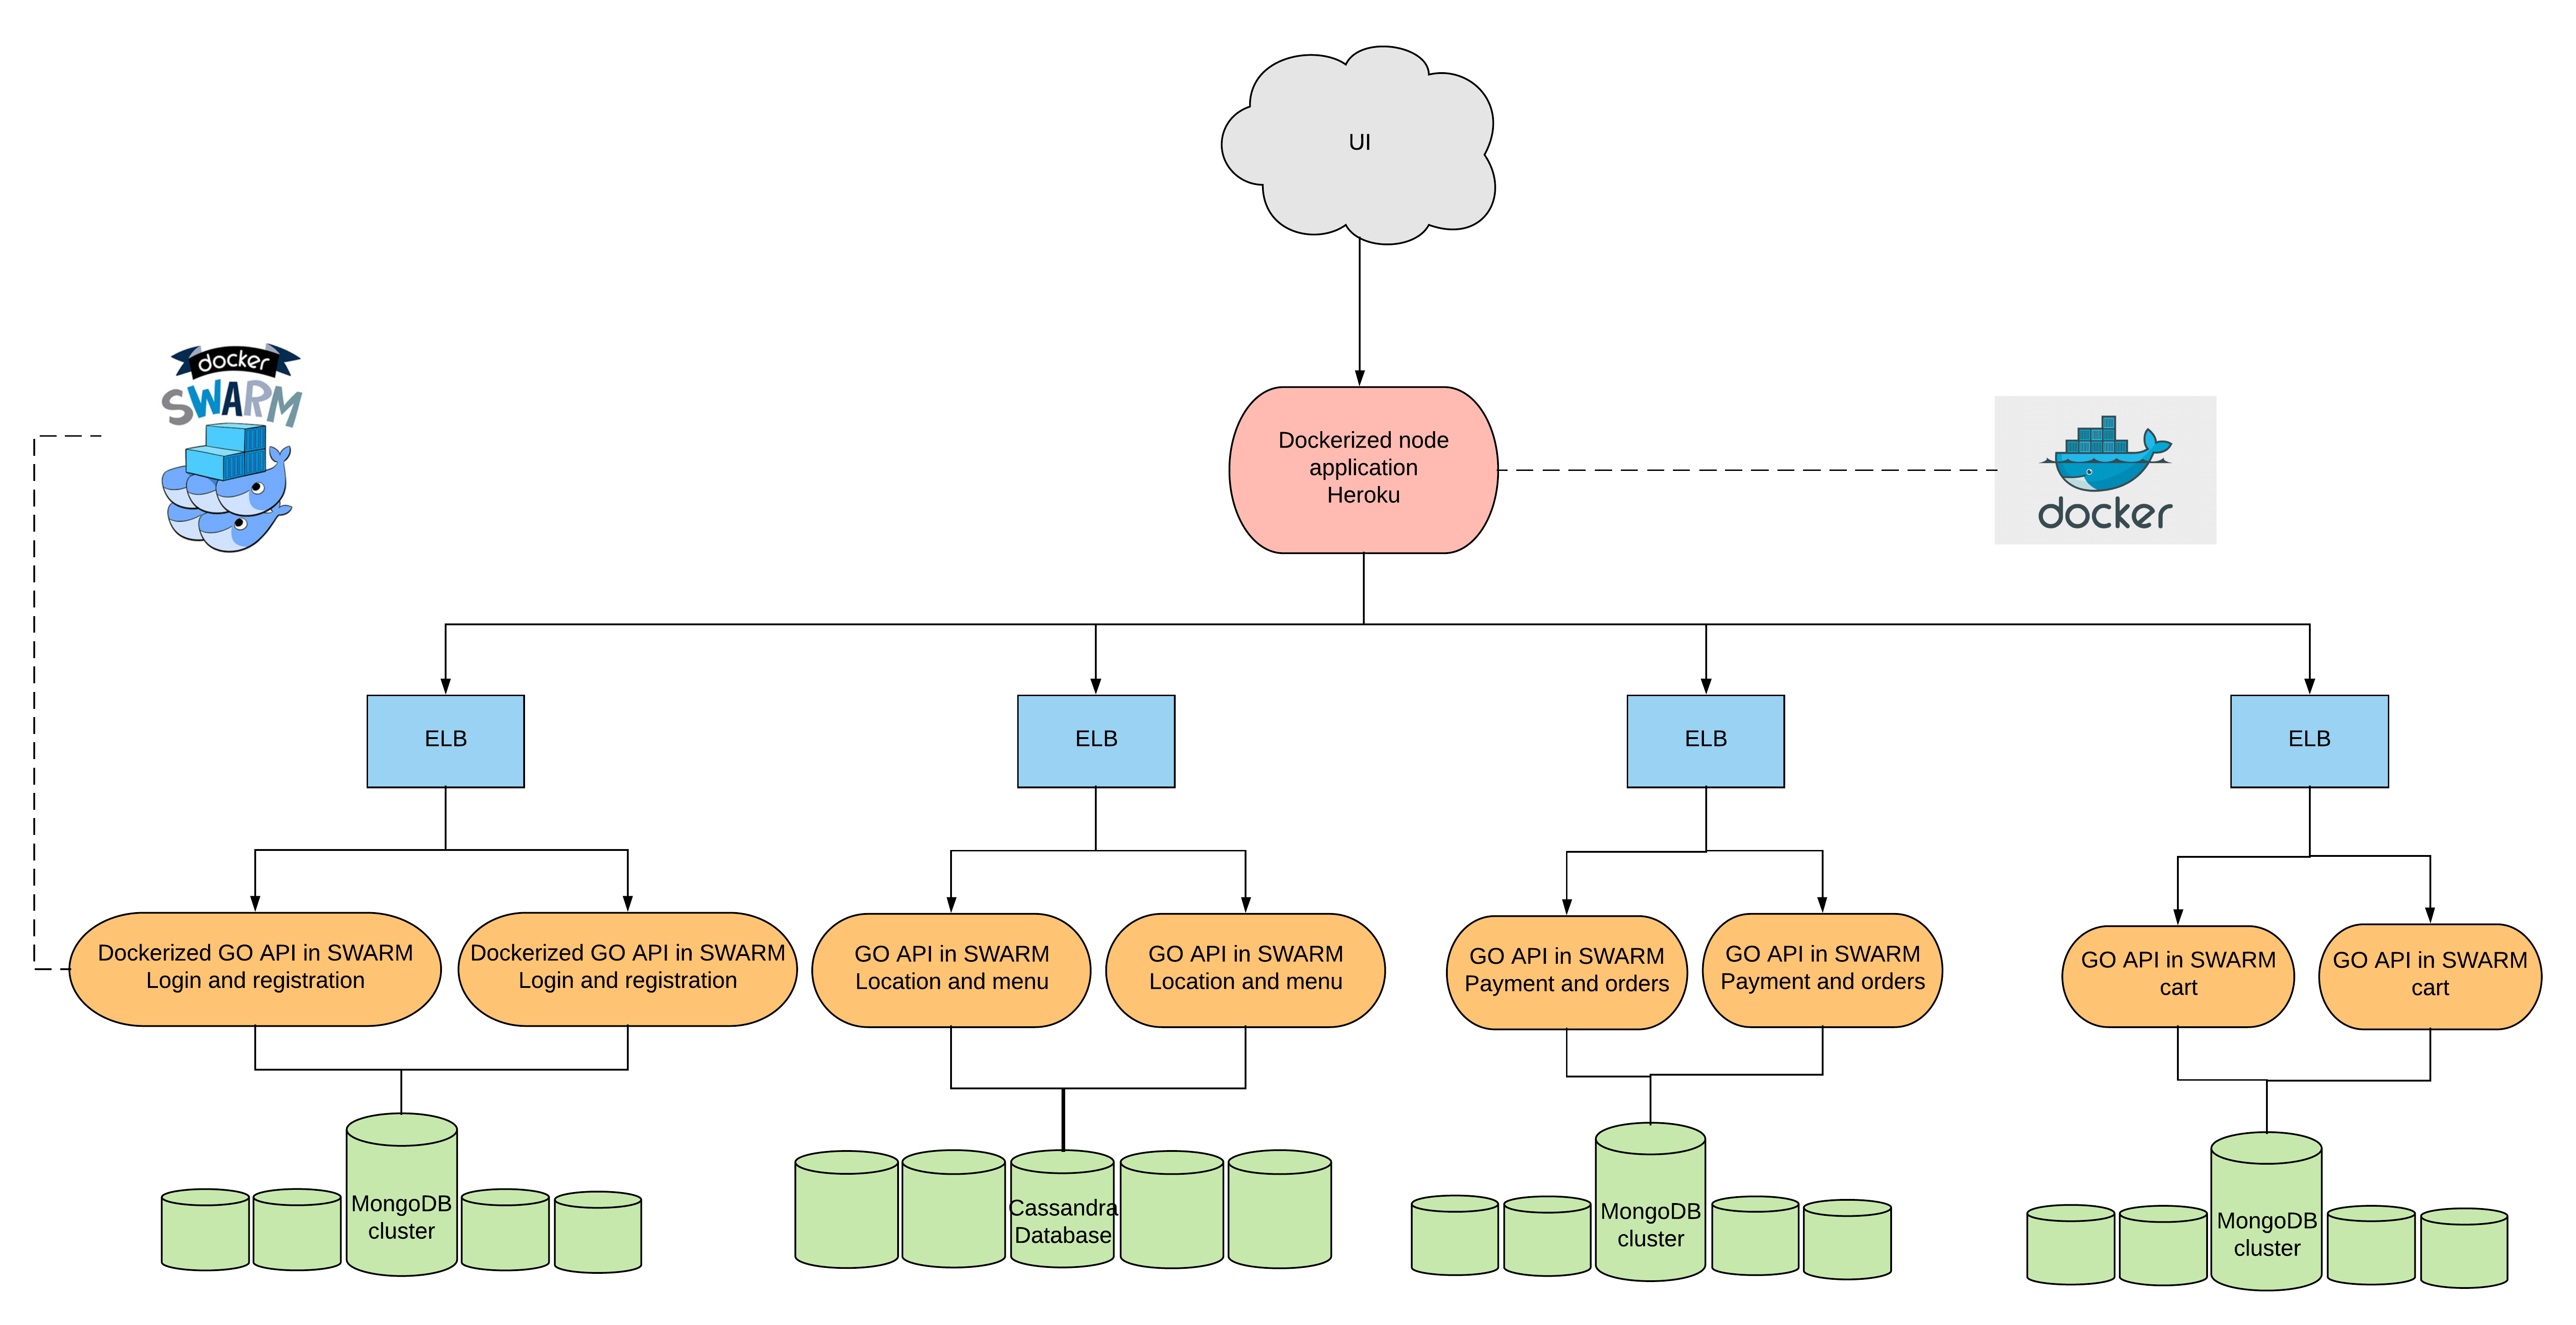 UI
docker
SWARM
Dockerized node
application
Heroku
docker
ELB
ELB
ELB
ELB
Dockerized GO API in SWARM
Login and registration
Dockerized GO API in SWARM
Login and registration
GO API in SWARM
Location and menu
GO API in SWARM
Location and menu
GO API in SWARM
Payment and orders
GO API in SWARM
Payment and orders
GO API in SWARM
cart
GO API in SWARM
cart
MongoDB
cluster
Cassandra
Database
MongoDB
cluster
MongoDB
cluster